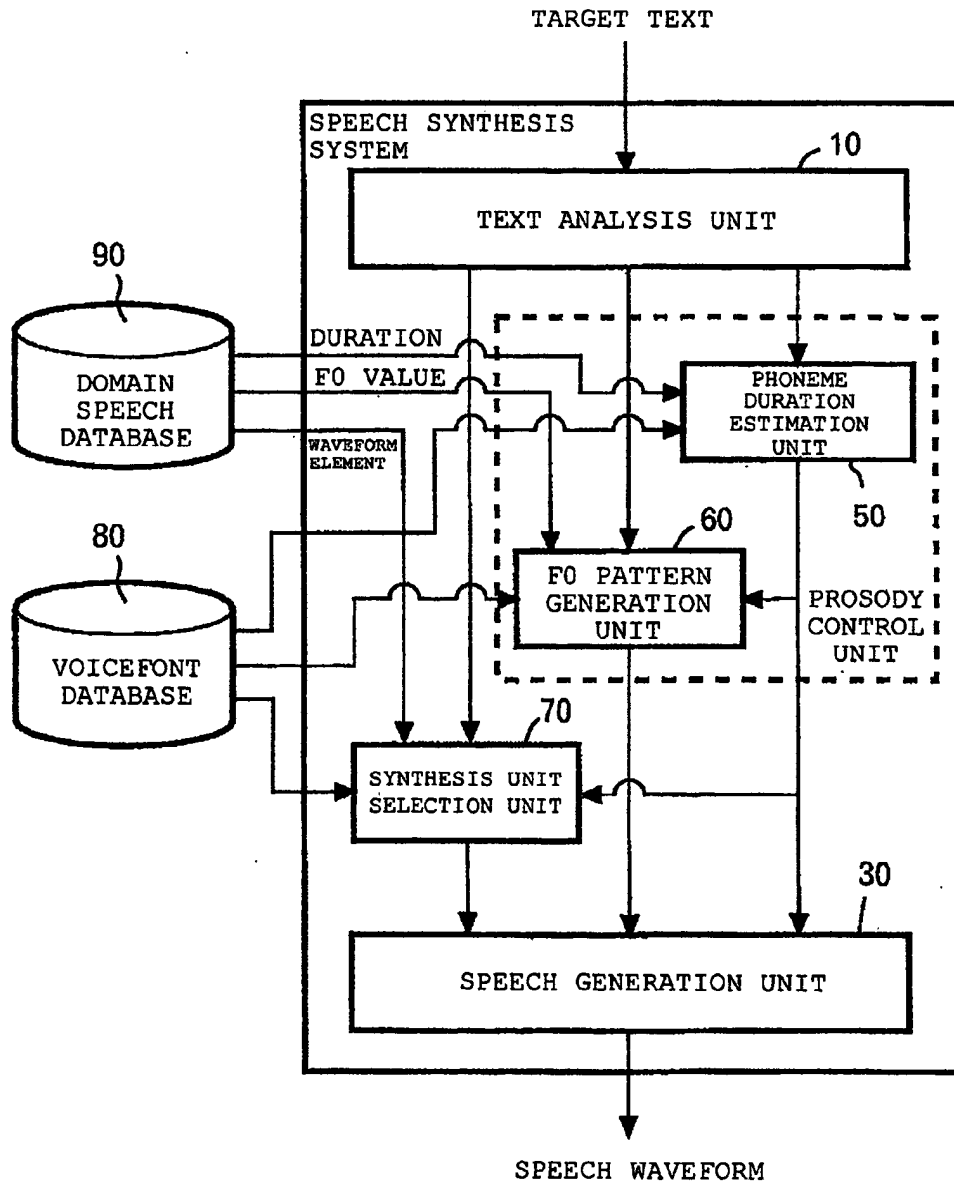 TARGET TEXT
SPEECH SYNTHESIS
SYSTEM
10
TEXT ANALYSIS UNIT
90
DOMAIN
SPEECH
DATABASE
DURATION
F0 VALUE
WAVEFORM
ELEMENT
PHONEME
DURATION
ESTIMATION
UNIT
50
80
VOICEFONT
DATABASE
60
F0 PATTERN
GENERATION
UNIT
PROSODY
CONTROL
UNIT
70
SYNTHESIS UNIT
SELECTION UNIT
30
SPEECH GENERATION UNIT
SPEECH WAVEFORM